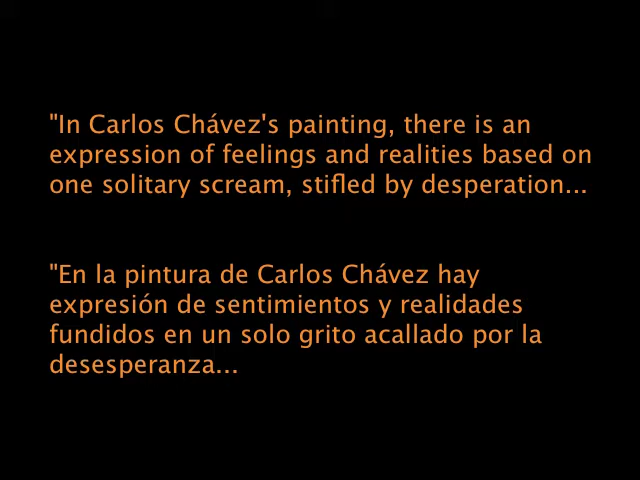 "In Carlos Chávez's painting, there is an
expression of feelings and realities based on
one solitary scream, stifled by desperation...
"En la pintura de Carlos Chávez hay
expresión de sentimientos y realidades
fundidos en un solo grito acallado por la
desesperanza...